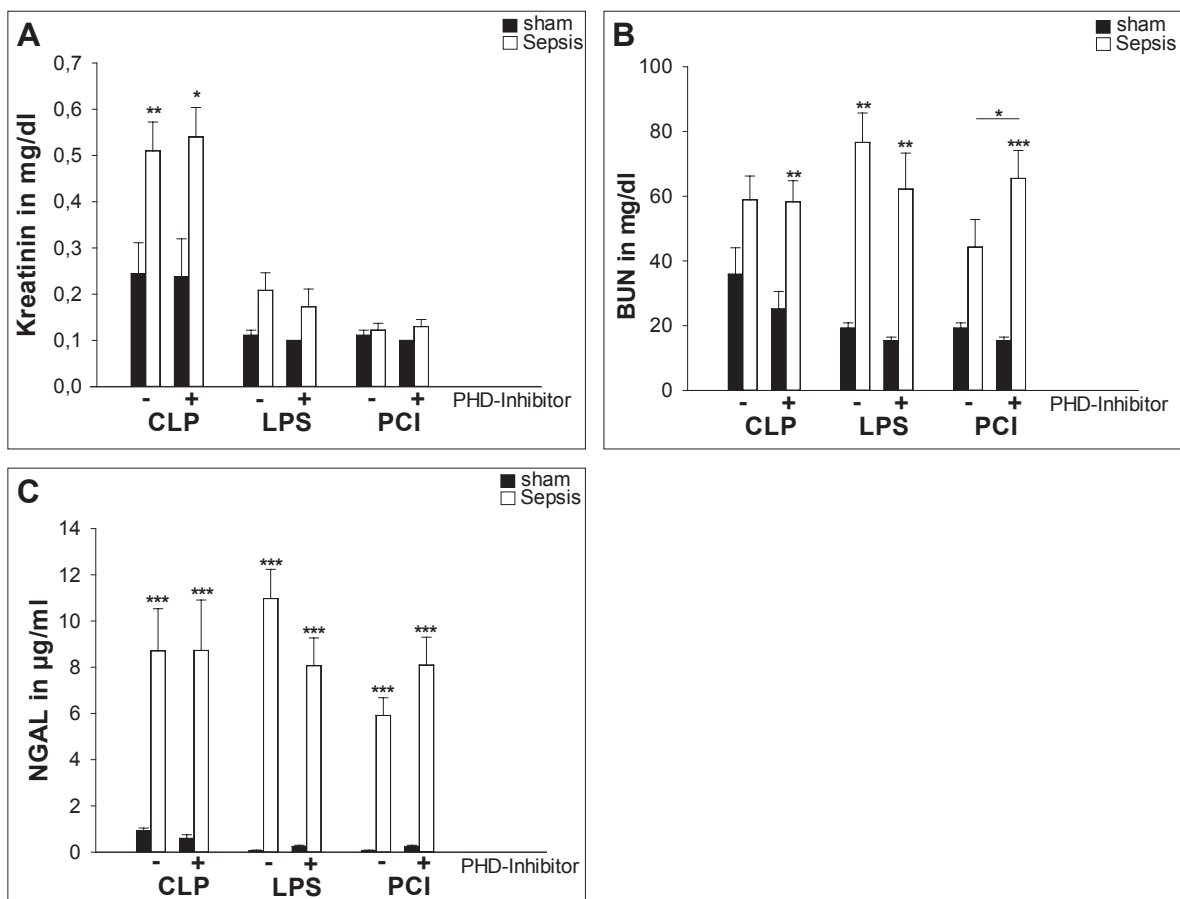 A
sham
Sepsis
Kreatinin in mg/dl
0,7
0,6
0,5
0,4
0,3
0,2
0,1
0,0
** * 
- + - + - + PHD-Inhibitor
CLP LPS PCI
B
sham
Sepsis
BUN in mg/dl
100
80
60
40
20
0
** ** ** * ***
- + - + - + PHD-Inhibitor
CLP LPS PCI
C
sham
Sepsis
NGAL in µg/ml
14
12
10
8
6
4
2
0
*** *** *** *** *** ***
- + - + - + PHD-Inhibitor
CLP LPS PCI